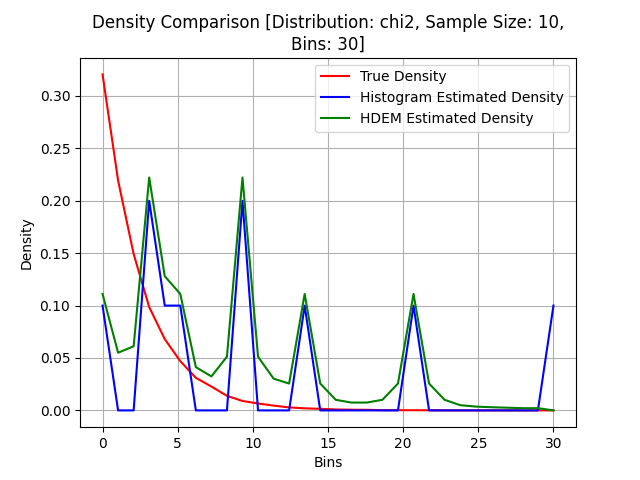 Density Comparison [Distribution: chi2, Sample Size: 10,
Bins: 30]
True Density
Histogram Estimated Density
HDEM Estimated Density
Density
0.30
0.25
0.20
0.15
0.10
0.05
0.00
0 5 10 15 20 25 30
Bins